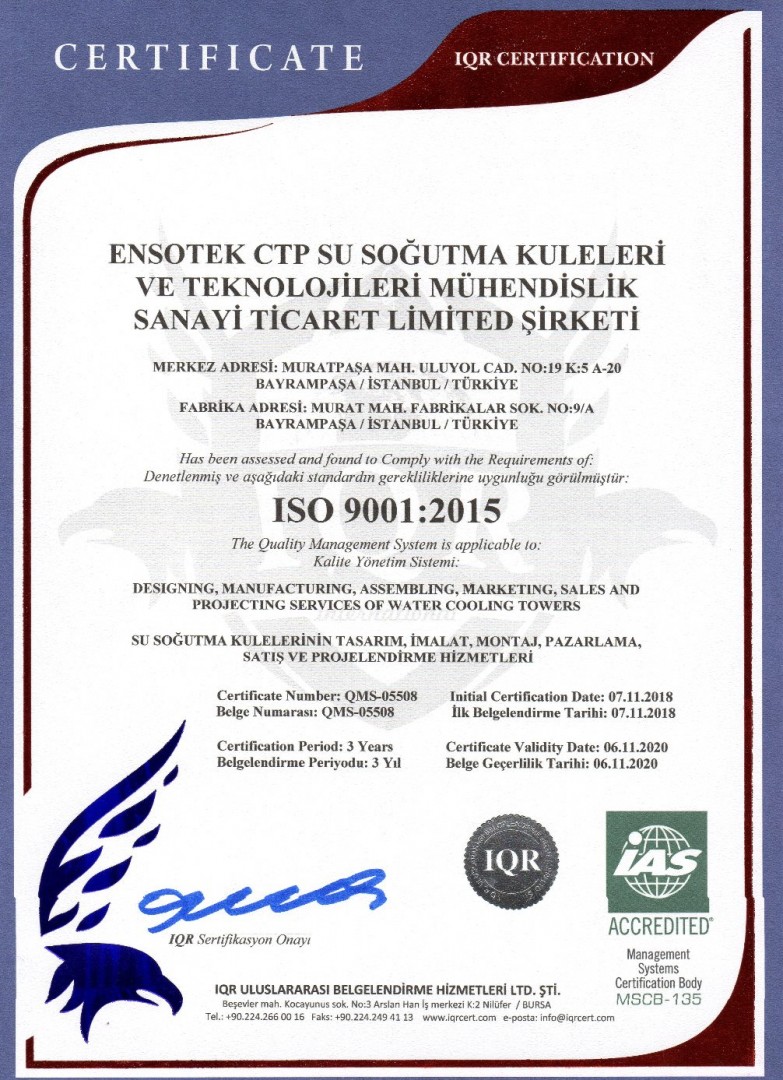 CERTIFICATE
IQR CERTIFICATION
ENSOTEK CTP SU SOĞUTMA KULELERİ
VE TEKNOLOJİLERİ MÜHENDİSLİK
SANAYİ TİCARET LİMİTED ŞİRKETİ
MERKEZ ADRESİ: MURATPAŞA MAH. ULUYOL CAD. NO:19 K:5 A-20
BAYRAMPAŞA / İSTANBUL / TÜRKİYE
FABRİKA ADRESİ: MURAT MAH. FABRİKALAR SOK. NO:9/A
BAYRAMPAŞA / İSTANBUL / TÜRKİYE
Has been assessed and found to Comply with the Requirements of:
Denetlenmiş ve aşağıdaki standardın gerekliliklerine uygunluğu görülmüştür:
ISO 9001:2015
The Quality Management System is applicable to:
Kalite Yönetim Sistemi:
DESIGNING, MANUFACTURING, ASSEMBLING, MARKETING, SALES AND
PROJECTING SERVICES OF WATER COOLING TOWERS
SU SOĞUTMA KULELERİNİN TASARIM, İMALAT, MONTAJ, PAZARLAMA,
SATIŞ VE PROJELENDİRME HİZMETLERİ
Certificate Number: QMS-05508 Initial Certification Date: 07.11.2018
Belge Numarası: QMS-05508 İlk Belgelendirme Tarihi: 07.11.2018
Certification Period: 3 Years Certificate Validity Date: 06.11.2020
Belgelendirme Periyodu: 3 Yıl Belge Geçerlilik Tarihi: 06.11.2020
IQR
IAS
ACCREDITED®
Management
Systems
Certification Body
MSCB-135
IQR Sertifikasyon Onayı
IQR ULUSLARARASI BELGELENDİRME HİZMETLERİ LTD. ŞTİ.
Beşevler mah. Kocayunus sok. No:3 Arslan Han İş merkezi K:2 Nilüfer / BURSA
Tel.: +90.224.266 00 16 Faks: +90.224.249 41 13 www.iqrcert.com e-posta: info@iqrcert.com